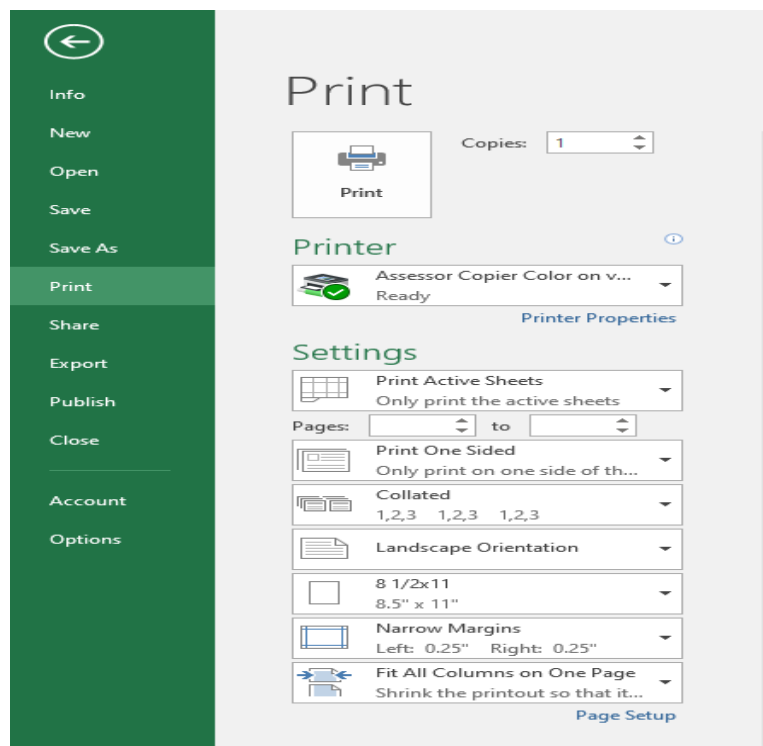 Info
New
Open
Save
Save As
Print
Share
Export
Publish
Close
Account
Options
Print
Print
Copies: 1
Printer
Assessor Copier Color on v...
Ready
Printer Properties
Settings
Print Active Sheets
Only print the active sheets
Pages: to
Print One Sided
Only print on one side of th...
Collated
1,2,3 1,2,3 1,2,3
Landscape Orientation
8 1/2x11
8.5" x 11"
Narrow Margins
Left: 0.25" Right: 0.25"
Fit All Columns on One Page
Shrink the printout so that it...
Page Setup